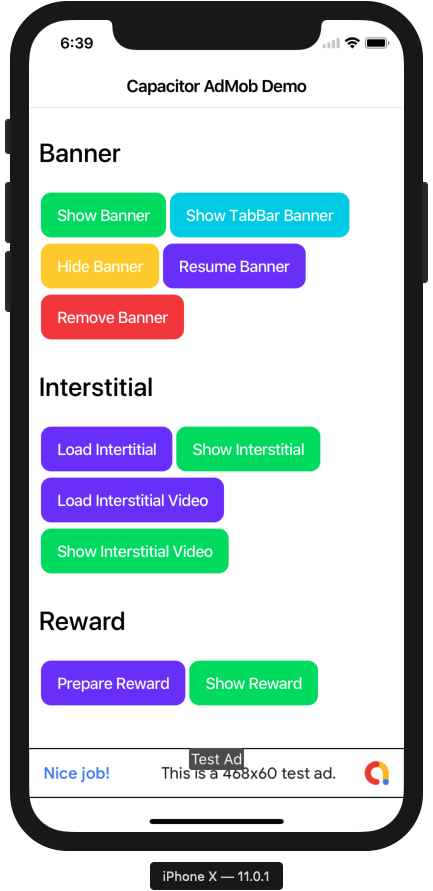 6:39
Capacitor AdMob Demo
Banner
Show Banner
Show TabBar Banner
Hide Banner
Resume Banner
Remove Banner
Interstitial
Load Intertitial
Show Interstitial
Load Interstitial Video
Show Interstitial Video
Reward
Prepare Reward
Show Reward
Test Ad
Nice job!
This is a 468x60 test ad.
iPhone X — 11.0.1